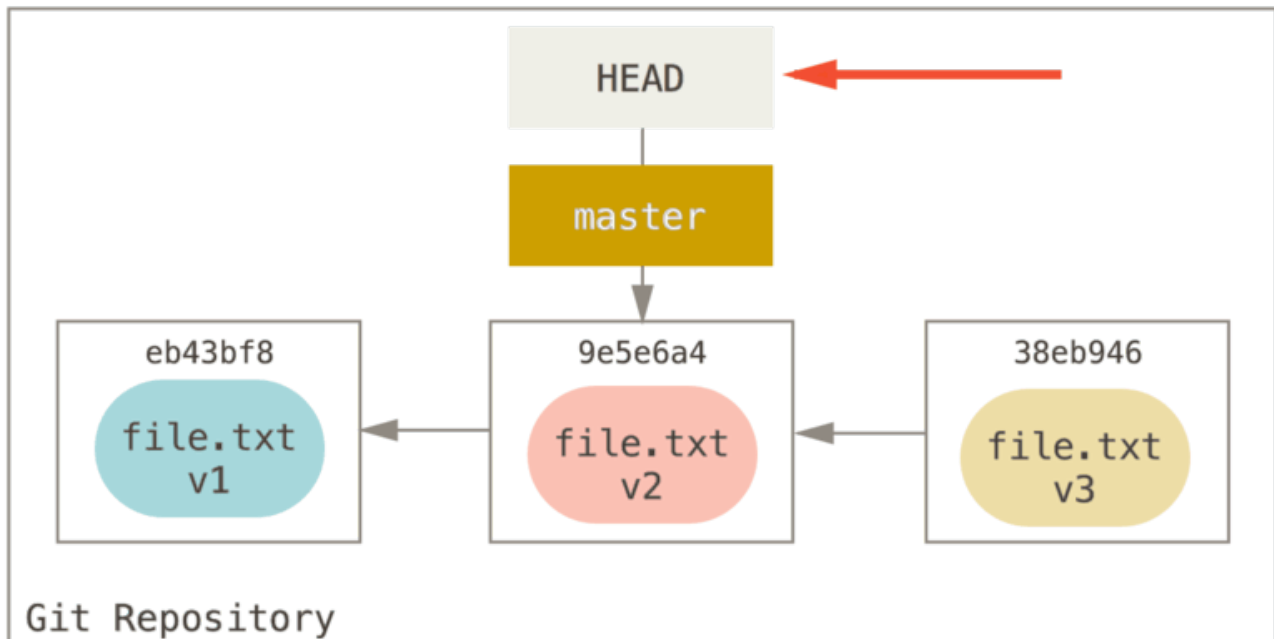 HEAD
master
eb43bf8
file.txt
v1
9e5e6a4
file.txt
v2
38eb946
file.txt
v3
Git Repository